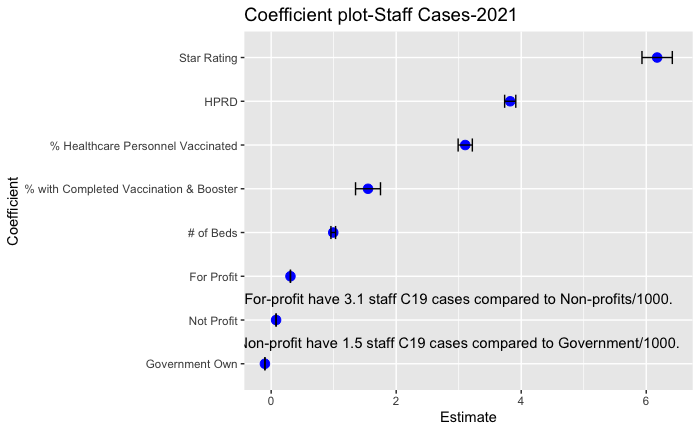 Coefficient plot-Staff Cases-2021
Coefficient
Star Rating
HPRD
% Healthcare Personnel Vaccinated
% with Completed Vaccination & Booster
# of Beds
For Profit
For-profit have 3.1 staff C19 cases compared to Non-profits/1000.
Not Profit
Non-profit have 1.5 staff C19 cases compared to Government/1000.
Government Own
0 2 4 6
Estimate